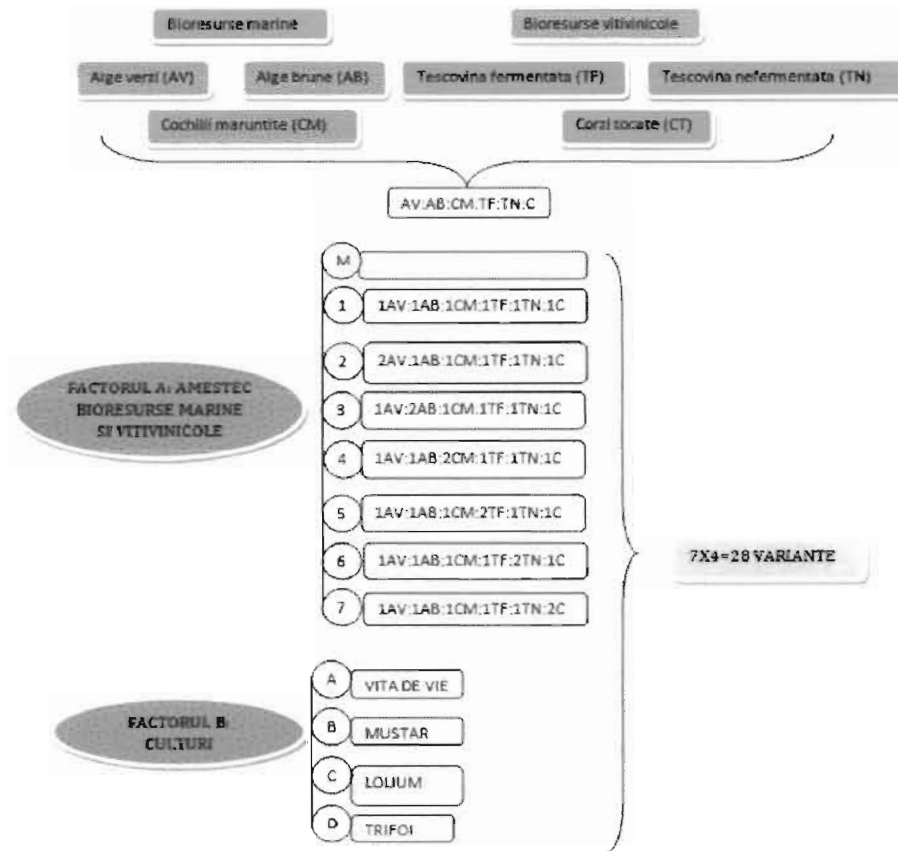 Bioresurse marine
Bioresurse vitivinicole
Alge verzi (AV)
Alge brune (AB)
Tescovina fermentata (TF)
Tescovina nefermentata (TN)
Cochilii maruntite (CM)
Corzi tocate (CT)
AV:AB:CM:TF:TN:C
M
1 1AV:1AB:1CM:1TF:1TN:1C
2 2AV:1AB:1CM:1TF:1TN:1C
3 1AV:2AB:1CM:1TF:1TN:1C
4 1AV:1AB:2CM:1TF:1TN:1C
5 1AV:1AB:1CM:2TF:1TN:1C
6 1AV:1AB:1CM:1TF:2TN:1C
7 1AV:1AB:1CM:1TF:1TN:2C
FACTORUL A: AMESTEC
BIORESURSE MARINE
SI VITIVINICOLE
7X4=28 VARIANTE
FACTORUL B:
CULTURI
A VITA DE VIE
B MUSTAR
C LOLIUM
D TRIFOI